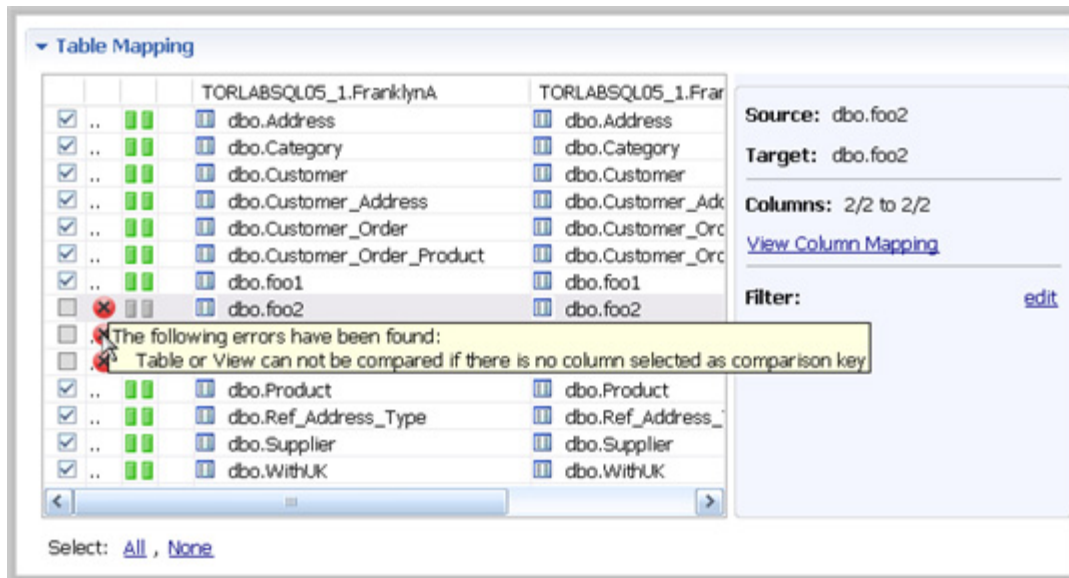 Table Mapping
TORLABSQL05_1.FranklynA TORLABSQL05_1.Frar
.. dbo.Address dbo.Address
.. dbo.Category dbo.Category
.. dbo.Customer dbo.Customer
.. dbo.Customer_Address dbo.Customer_Adc
.. dbo.Customer_Order dbo.Customer_Orc
.. dbo.Customer_Order_Product dbo.Customer_Orc
.. dbo.foo1 dbo.foo1
dbo.foo2 dbo.foo2
The following errors have been found:
Table or View can not be compared if there is no column selected as comparison key
.. dbo.Product dbo.Product
.. dbo.Ref_Address_Type dbo.Ref_Address_
.. dbo.Supplier dbo.Supplier
.. dbo.WithUK dbo.WithUK
Select: All , None
Source: dbo.foo2
Target: dbo.foo2
Columns: 2/2 to 2/2
View Column Mapping
Filter: edit